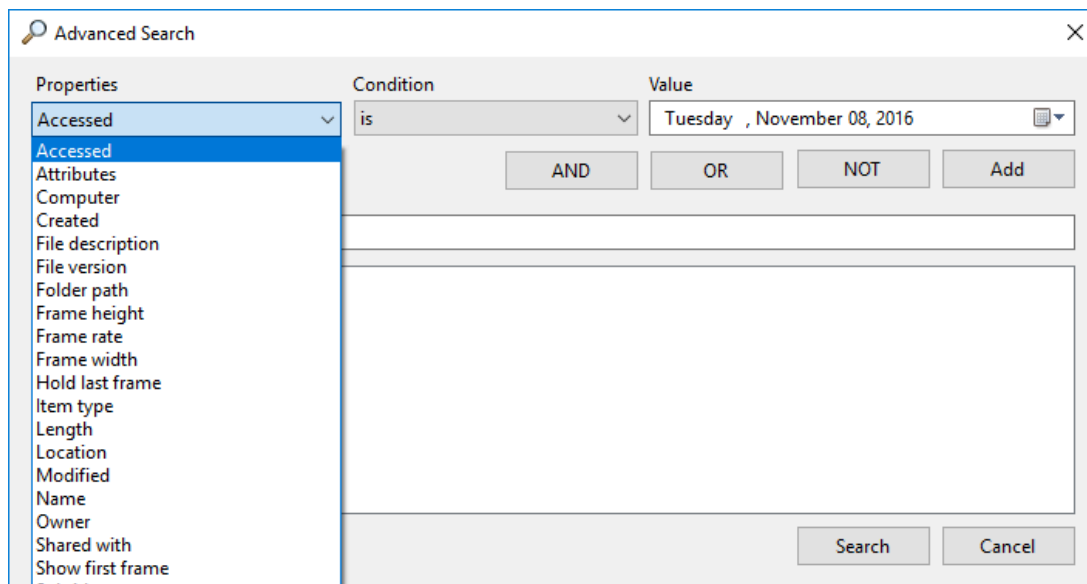 Advanced Search
Properties Condition Value
Accessed is Tuesday , November 08, 2016
Accessed
Attributes
Computer
Created
File description
File version
Folder path
Frame height
Frame rate
Frame width
Hold last frame
Item type
Length
Location
Modified
Name
Owner
Shared with
Show first frame
AND OR NOT Add
Search Cancel